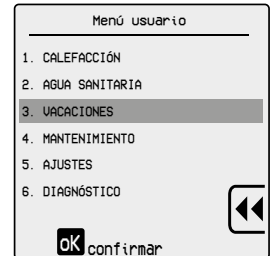 Menú usuario
1. CALEFACCIÓN
2. AGUA SANITARIA
3. VACACIONES
4. MANTENIMIENTO
5. AJUSTES
6. DIAGNÓSTICO
oK confirmar